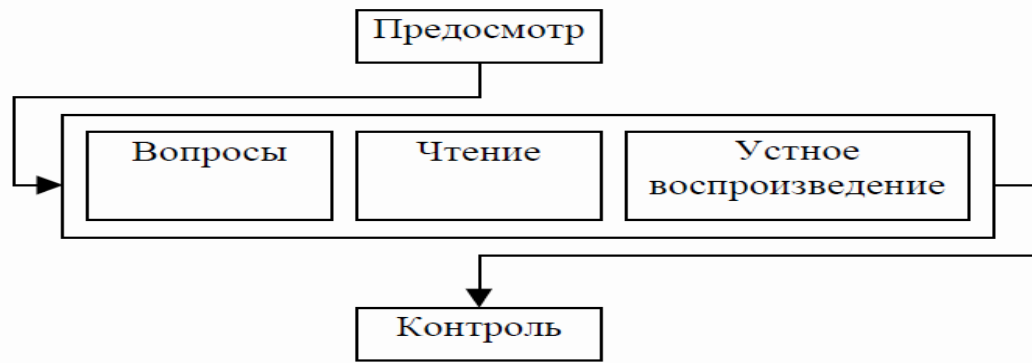 Предосмотр
Вопросы
Чтение
Устное
воспроизведение
Контроль